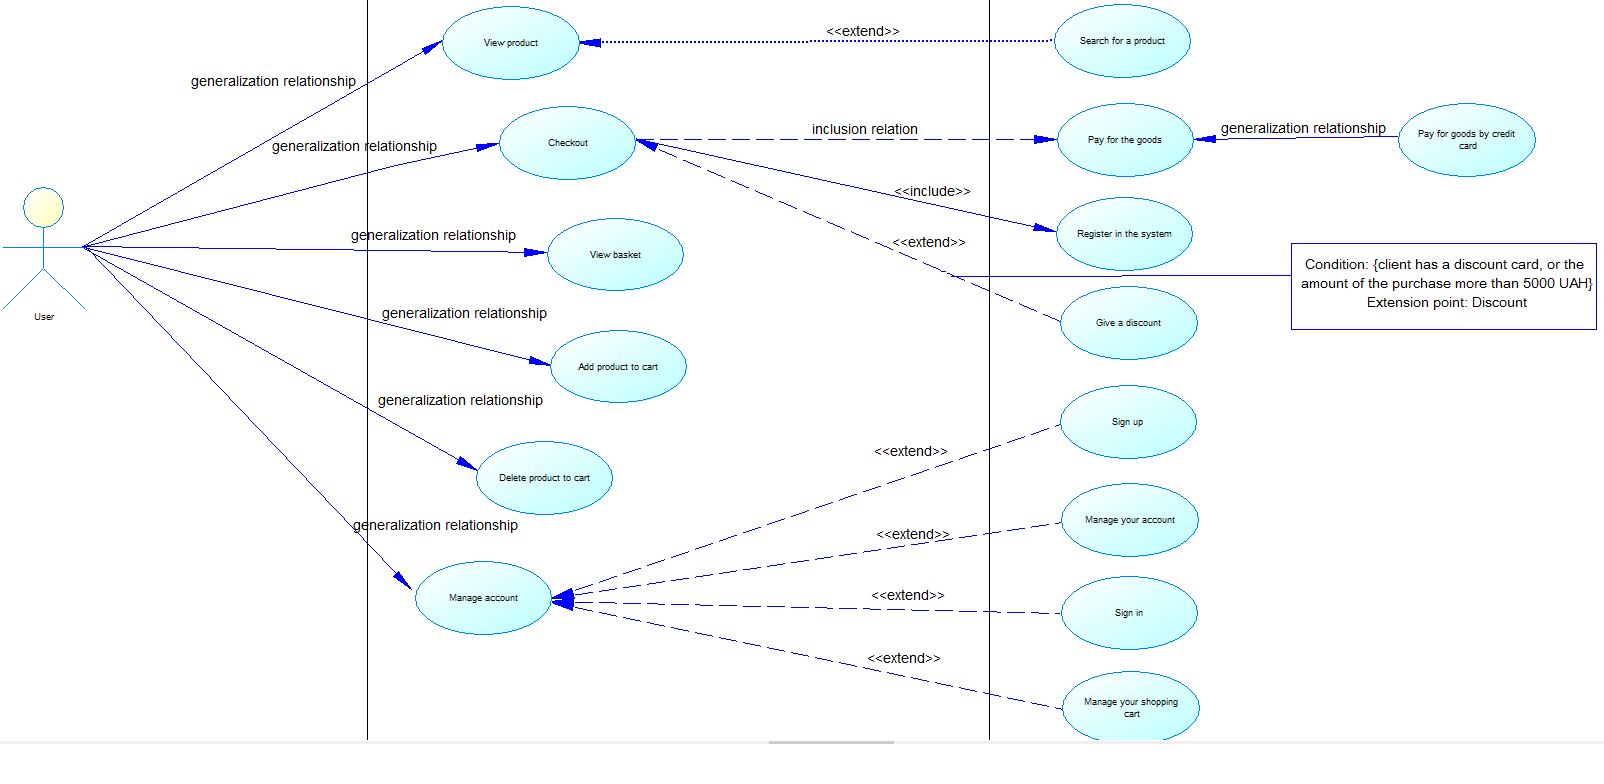 View product
<<extend>>
Search for a product
generalization relationship
Checkout
generalization relationship
inclusion relation
Pay for the goods
generalization relationship
Pay for goods by credit
card
<<include>>
Register in the system
<<extend>>
generalization relationship
View basket
Condition: {client has a discount card, or the
amount of the purchase more than 5000 UAH}
Extension point: Discount
User
generalization relationship
Give a discount
Add product to cart
generalization relationship
Sign up
<<extend>>
Delete product to cart
generalization relationship
Manage your account
<<extend>>
Manage account
<<extend>>
Sign in
<<extend>>
Manage your shopping
cart